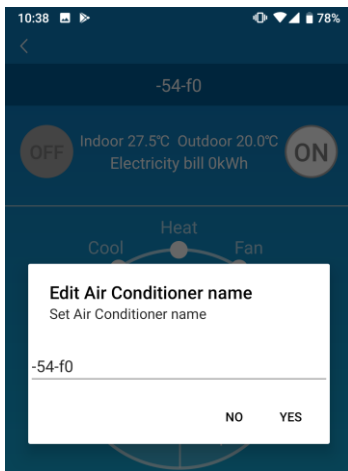 10:38 78%
-54-f0
OFF Indoor 27.5℃ Outdoor 20.0℃ ON
Electricity bill 0kWh
Heat
Cool Fan
Edit Air Conditioner name
Set Air Conditioner name
-54-f0
NO YES